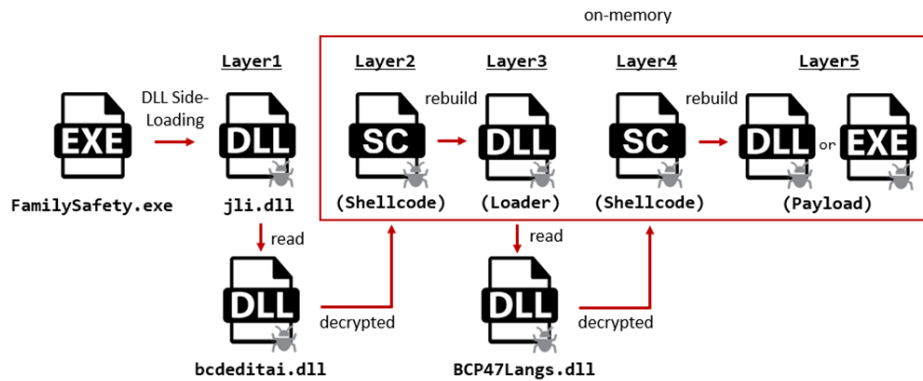 on-memory
Layer1
Layer2
Layer3
Layer4
Layer5
DLL Side-
Loading
rebuild
rebuild
EXE
DLL
SC
DLL
SC
DLL
or
EXE
FamilySafety.exe
jli.dll
(Shellcode)
(Loader)
(Shellcode)
(Payload)
read
read
DLL
decrypted
DLL
decrypted
bcdeditai.dll
BCP47Langs.dll